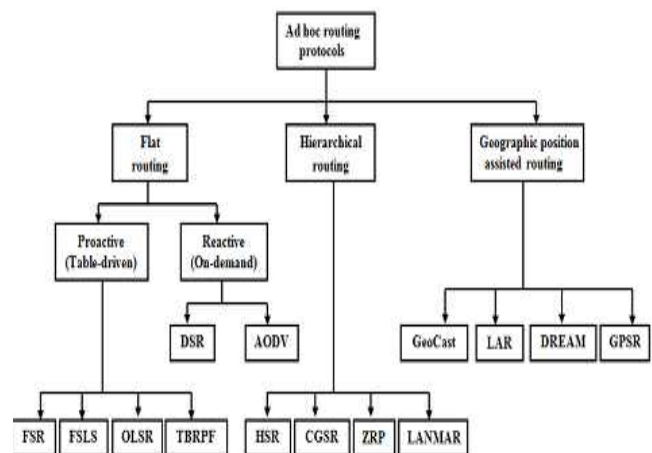 Ad hoc routing
protocols
Flat
routing
Hierarchical
routing
Geographic position
assisted routing
Proactive
(Table-driven)
Reactive
(On-demand)
DSR
AODV
GeoCast
LAR
DREAM
GPSR
FSR
FSLS
OLSR
TBRPF
HSR
CGSR
ZRP
LANMAR